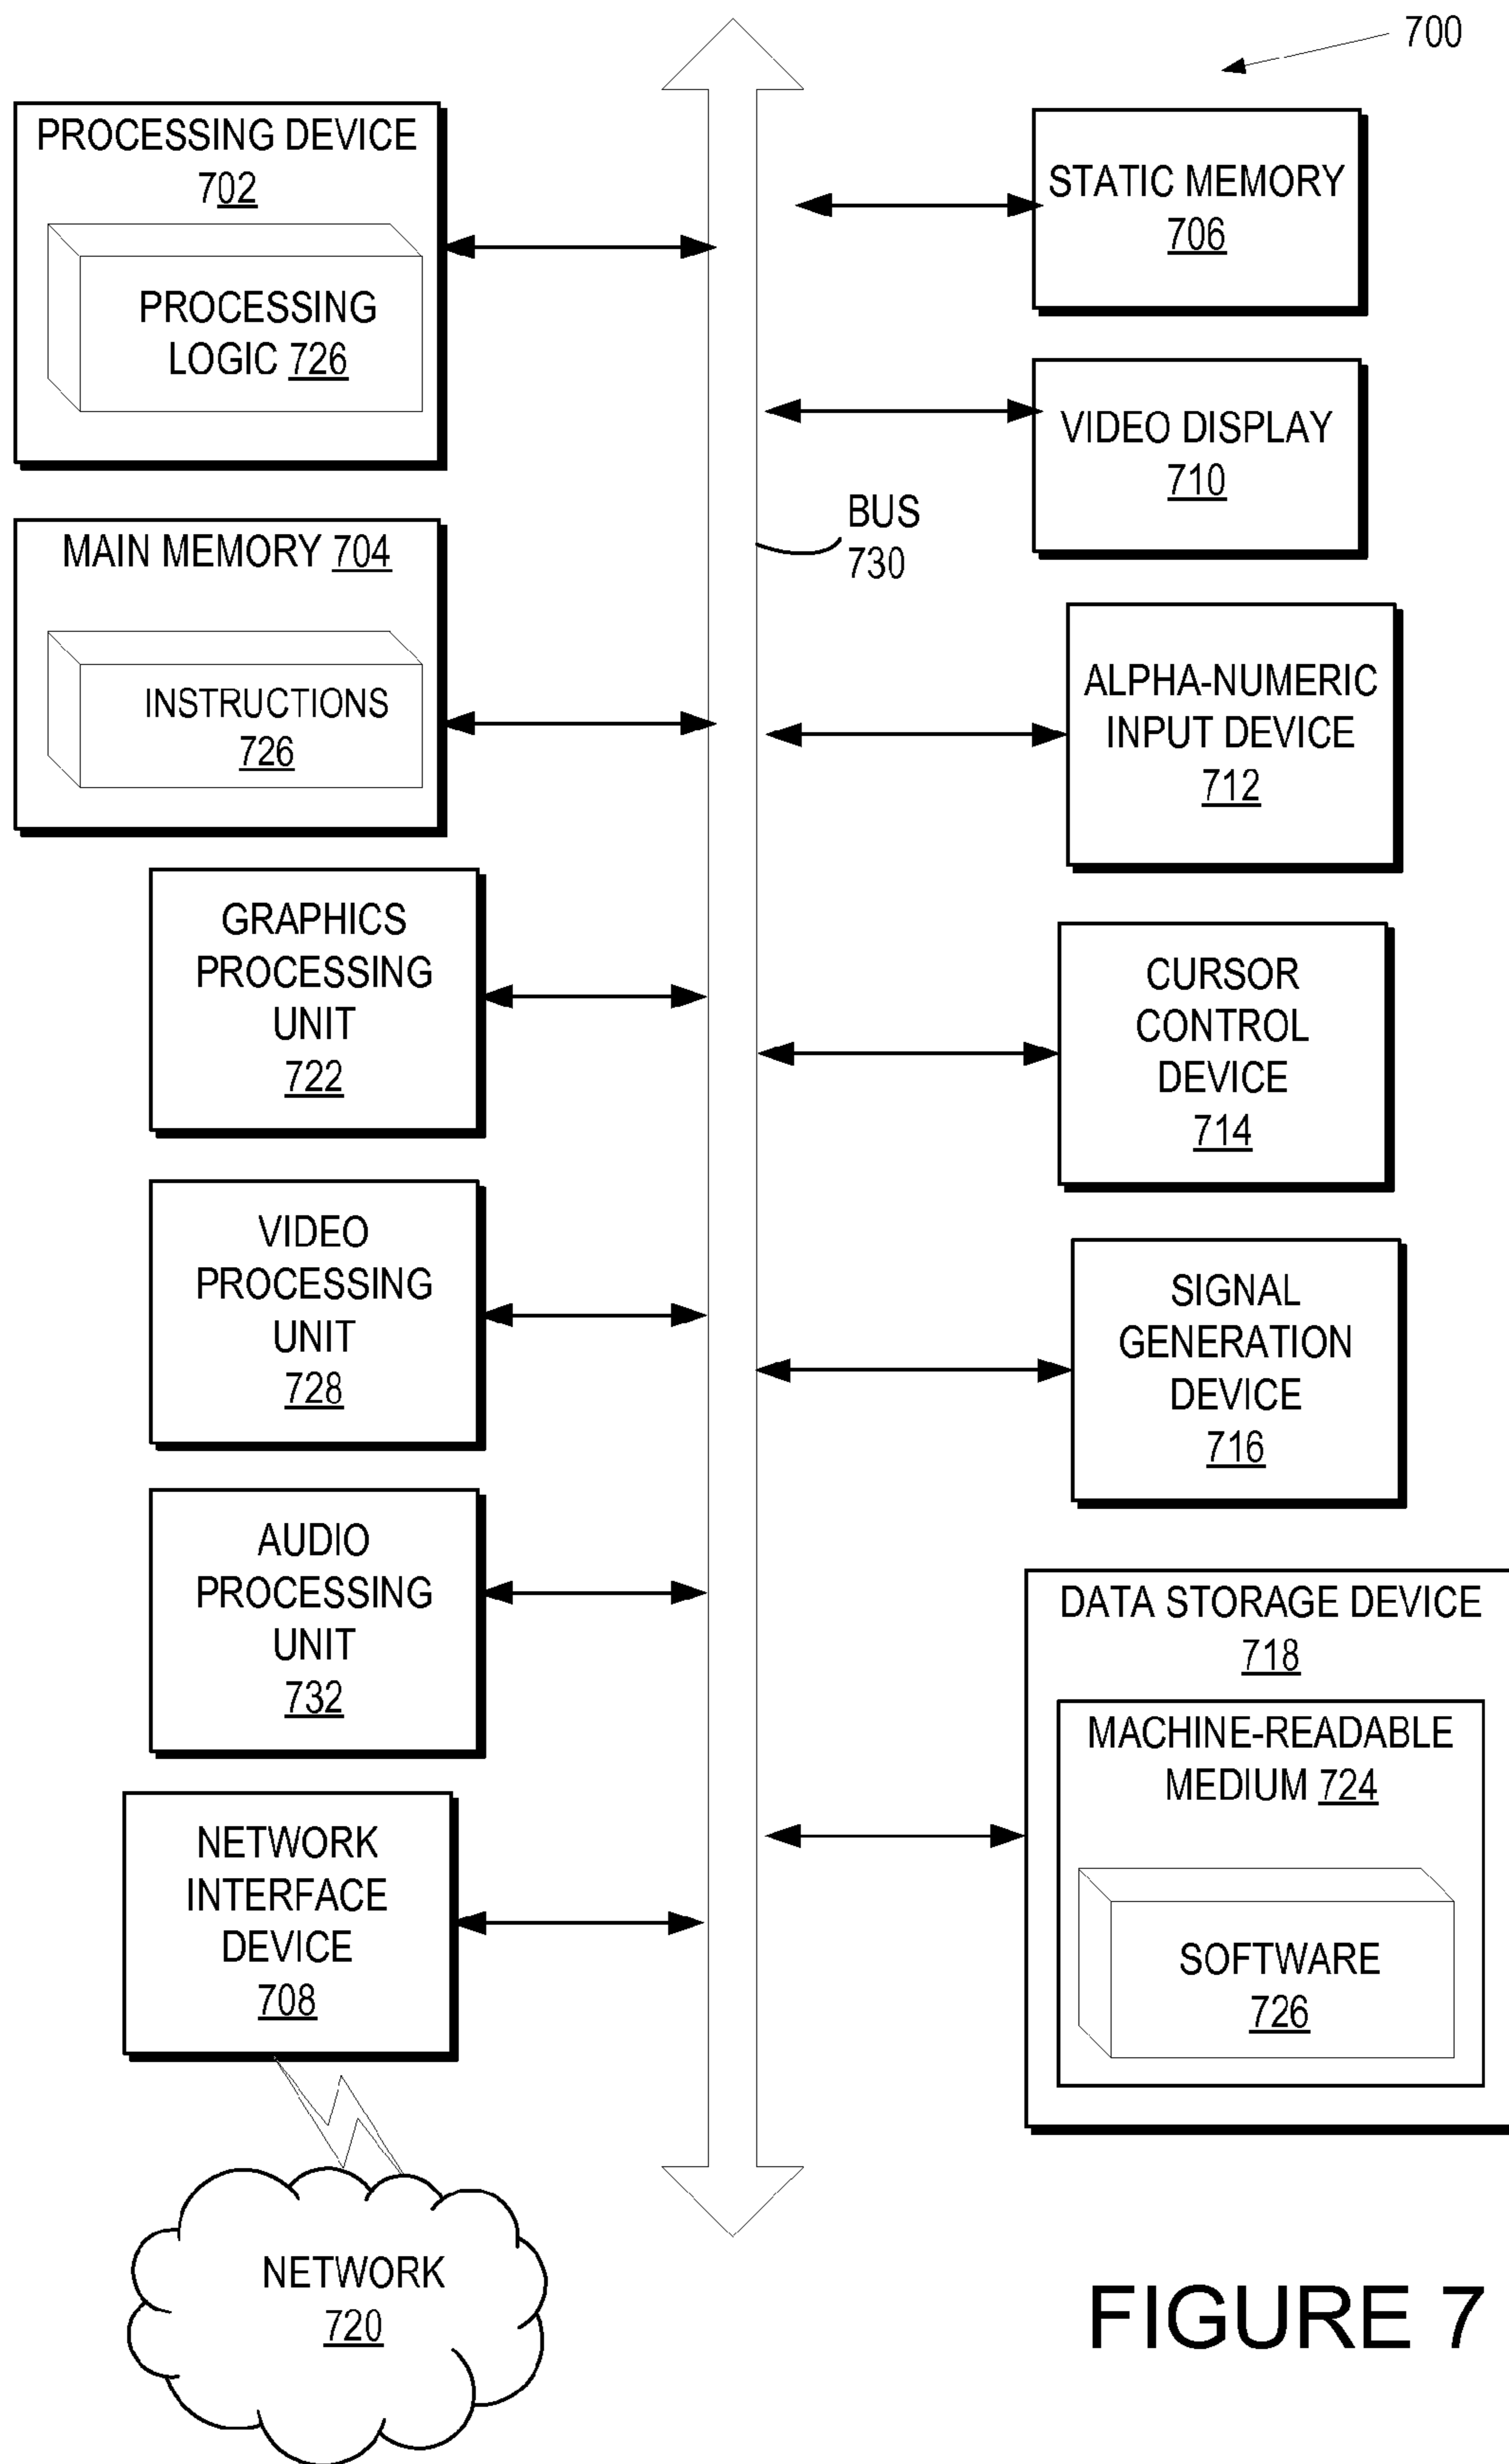 700
PROCESSING DEVICE
702
PROCESSING
LOGIC 726
STATIC MEMORY
706
VIDEO DISPLAY
710
BUS
730
MAIN MEMORY 704
INSTRUCTIONS
726
ALPHA-NUMERIC
INPUT DEVICE
712
GRAPHICS
PROCESSING
UNIT
722
CURSOR
CONTROL
DEVICE
714
VIDEO
PROCESSING
UNIT
728
SIGNAL
GENERATION
DEVICE
716
AUDIO
PROCESSING
UNIT
732
DATA STORAGE DEVICE
718
MACHINE-READABLE
MEDIUM 724
SOFTWARE
726
NETWORK
INTERFACE
DEVICE
708
NETWORK
720
FIGURE 7